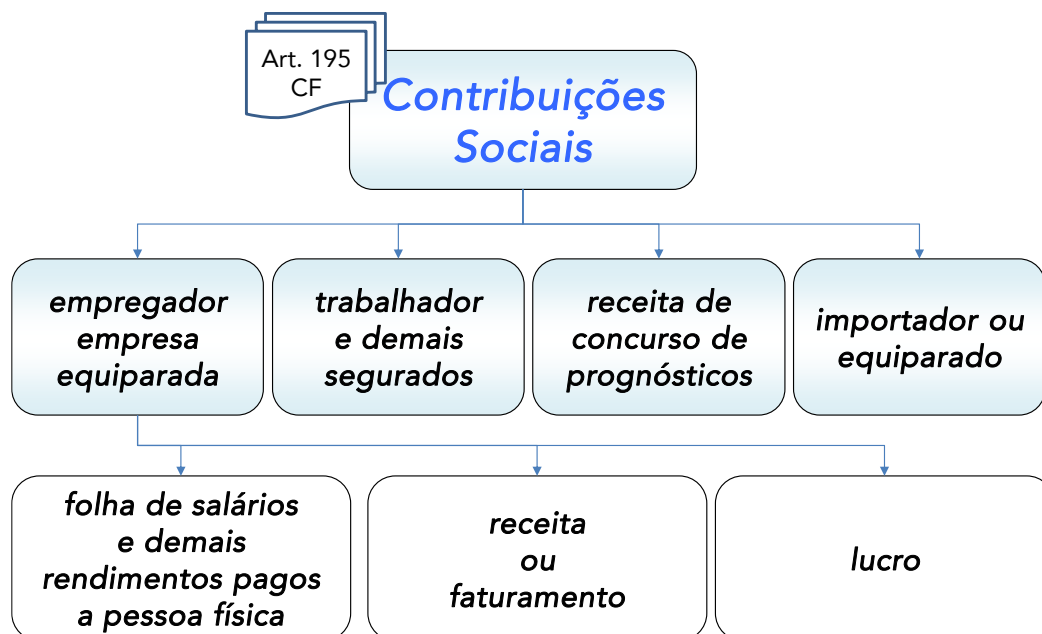 Art. 195
CF
Contribuições
Sociais
empregador
empresa
equiparada
trabalhador
e demais
segurados
receita de
concurso de
prognósticos
importador ou
equiparado
folha de salários
e demais
rendimentos pagos
a pessoa física
receita
ou
faturamento
lucro